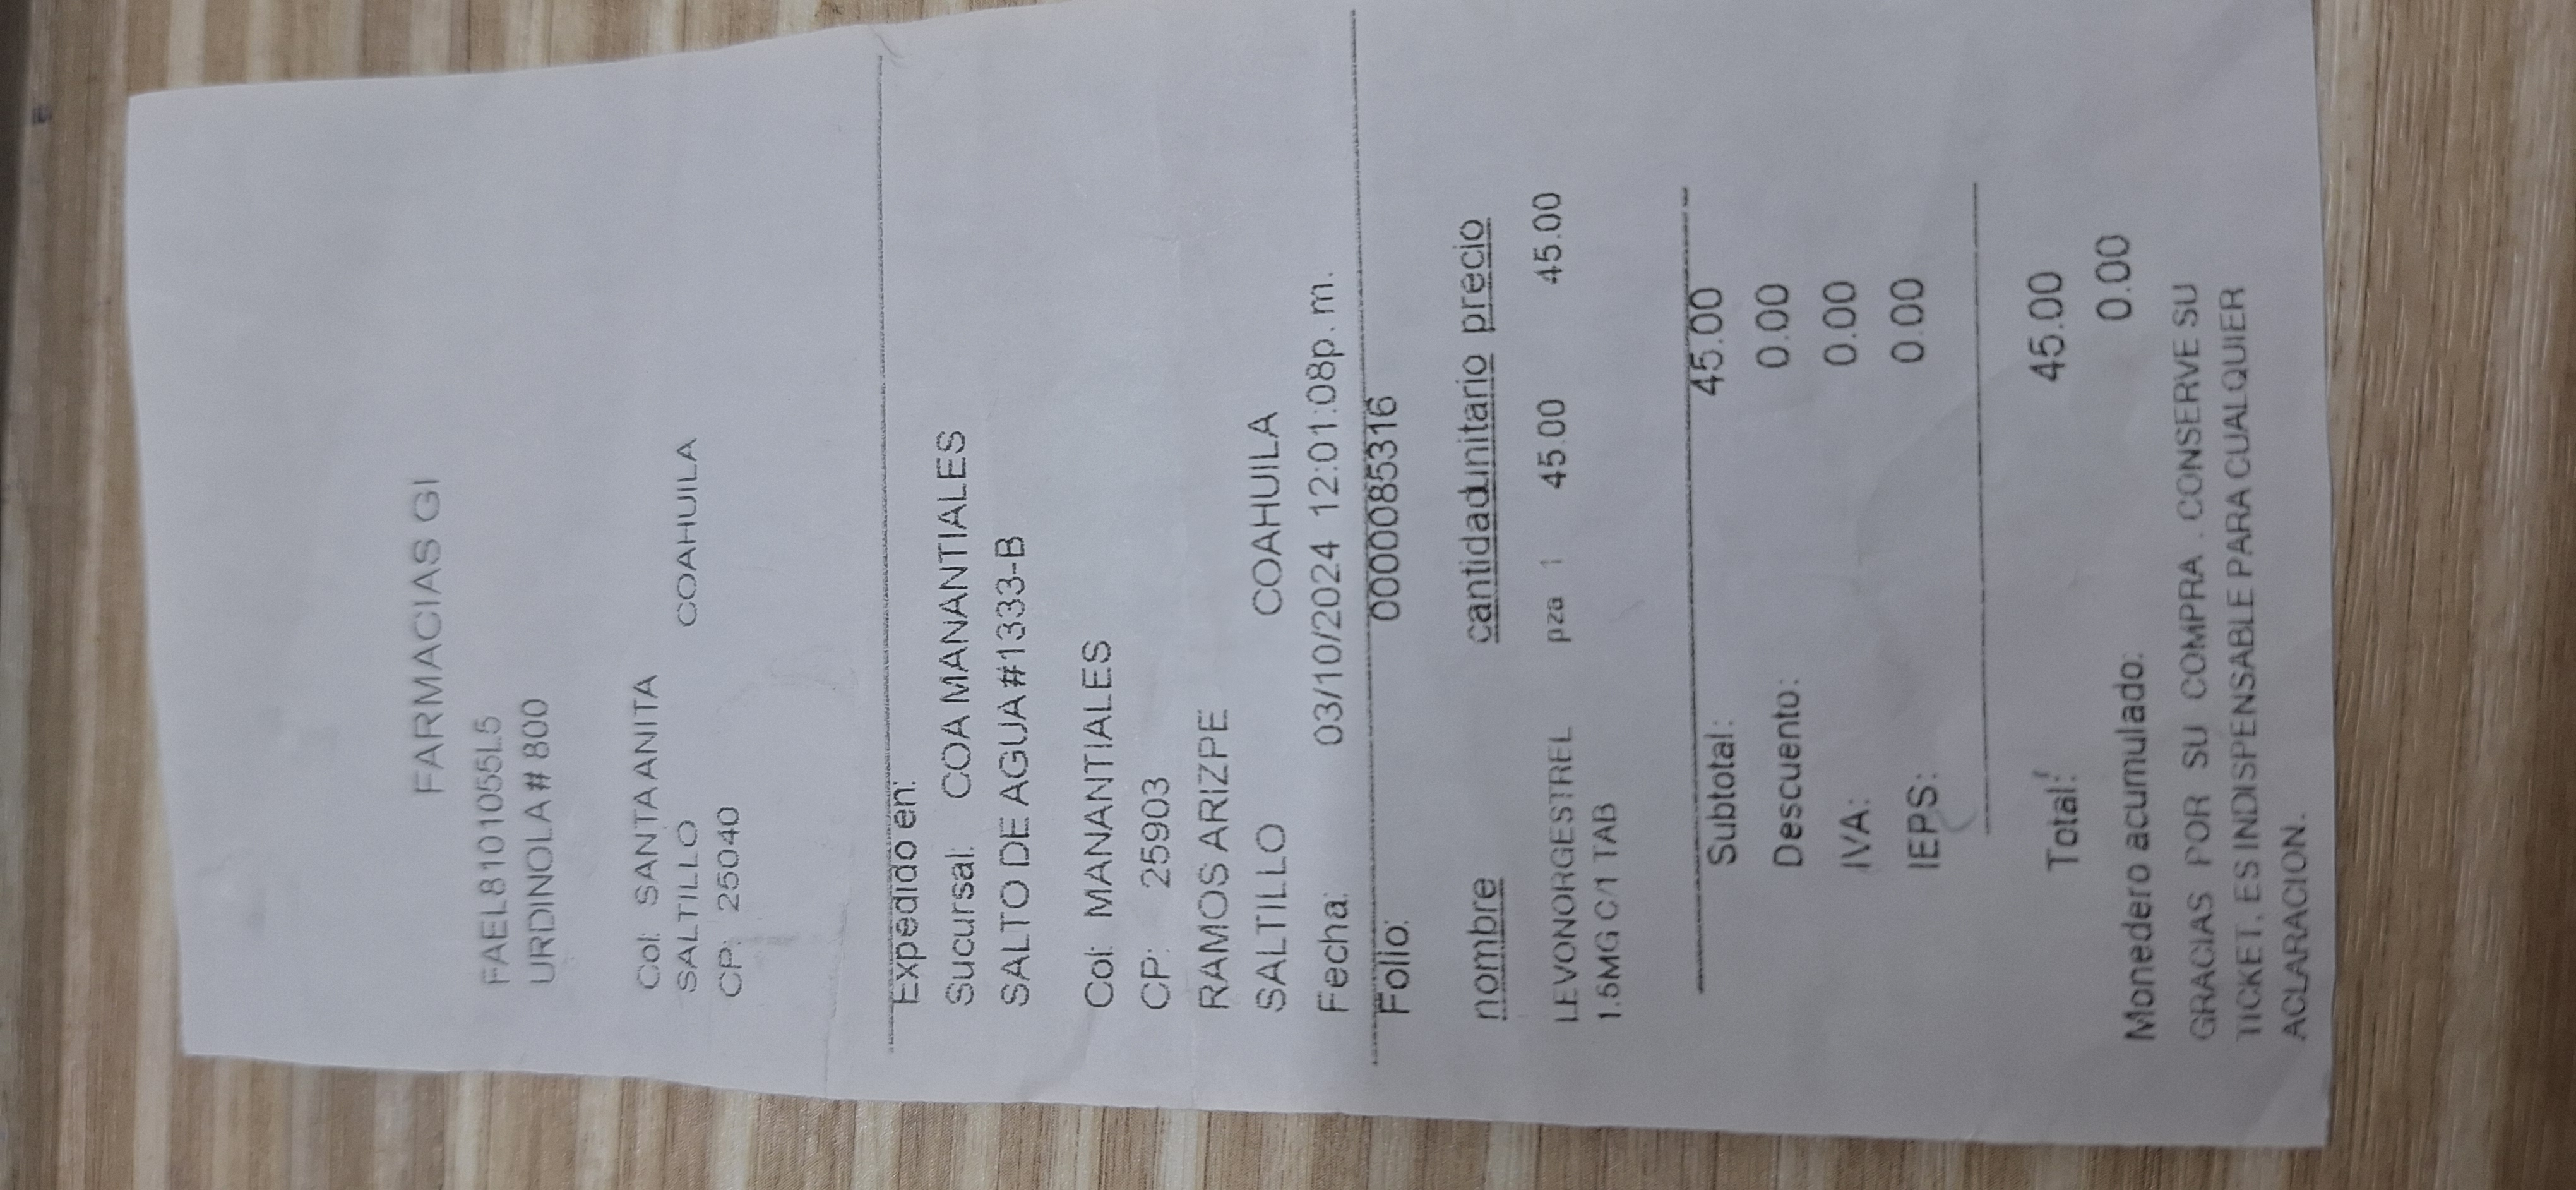 FARMACIAS GI
FAEL8101055L5
URDINOLA # 800
Col: SANTA ANITA
SALTILLO COAHUILA
CP: 25040
Expedido en:
Sucursal: COA MANANTIALES
SALTO DE AGUA #1333-B
Col: MANANTIALES
CP: 25903
RAMOS ARIZPE
SALTILLO COAHUILA
Fecha: 03/10/2024 12:01:08p. m.
Folio: 0000085316
nombre cantidad unitario precio
LEVONORGESTREL pza 1 45.00 45.00
1.5MG C/1 TAB
Subtotal: 45.00
Descuento: 0.00
IVA: 0.00
IEPS: 0.00
Total: 45.00
Monedero acumulado: 0.00
GRACIAS POR SU COMPRA . CONSERVE SU
TICKET, ES INDISPENSABLE PARA CUALQUIER
ACLARACION.